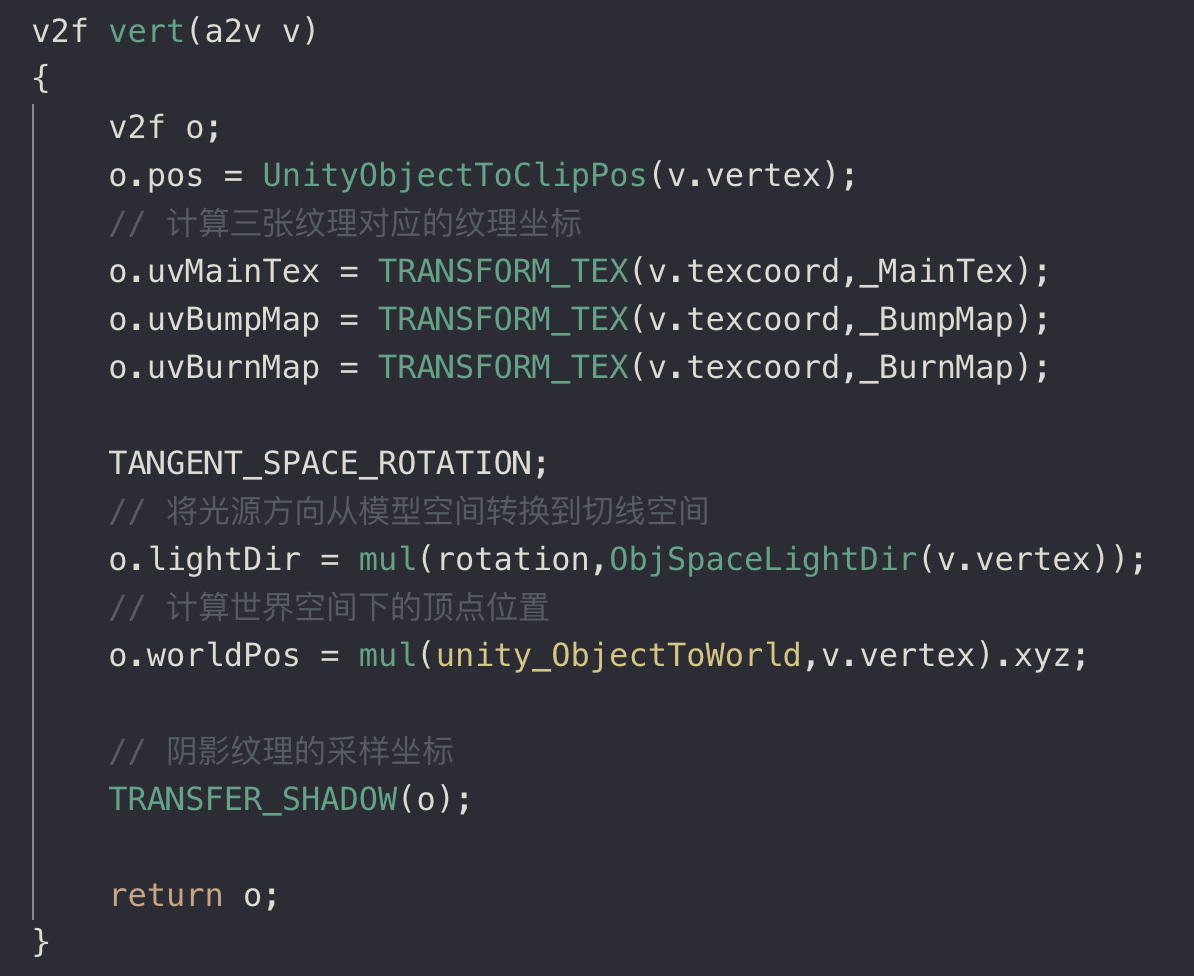 v2f vert(a2v v)
{
    v2f o;
    o.pos = UnityObjectToClipPos(v.vertex);
    // 计算三张纹理对应的纹理坐标
    o.uvMainTex = TRANSFORM_TEX(v.texcoord,_MainTex);
    o.uvBumpMap = TRANSFORM_TEX(v.texcoord,_BumpMap);
    o.uvBurnMap = TRANSFORM_TEX(v.texcoord,_BurnMap);

    TANGENT_SPACE_ROTATION;
    // 将光源方向从模型空间转换到切线空间
    o.lightDir = mul(rotation,ObjSpaceLightDir(v.vertex));
    // 计算世界空间下的顶点位置
    o.worldPos = mul(unity_ObjectToWorld,v.vertex).xyz;

    // 阴影纹理的采样坐标
    TRANSFER_SHADOW(o);

    return o;
}